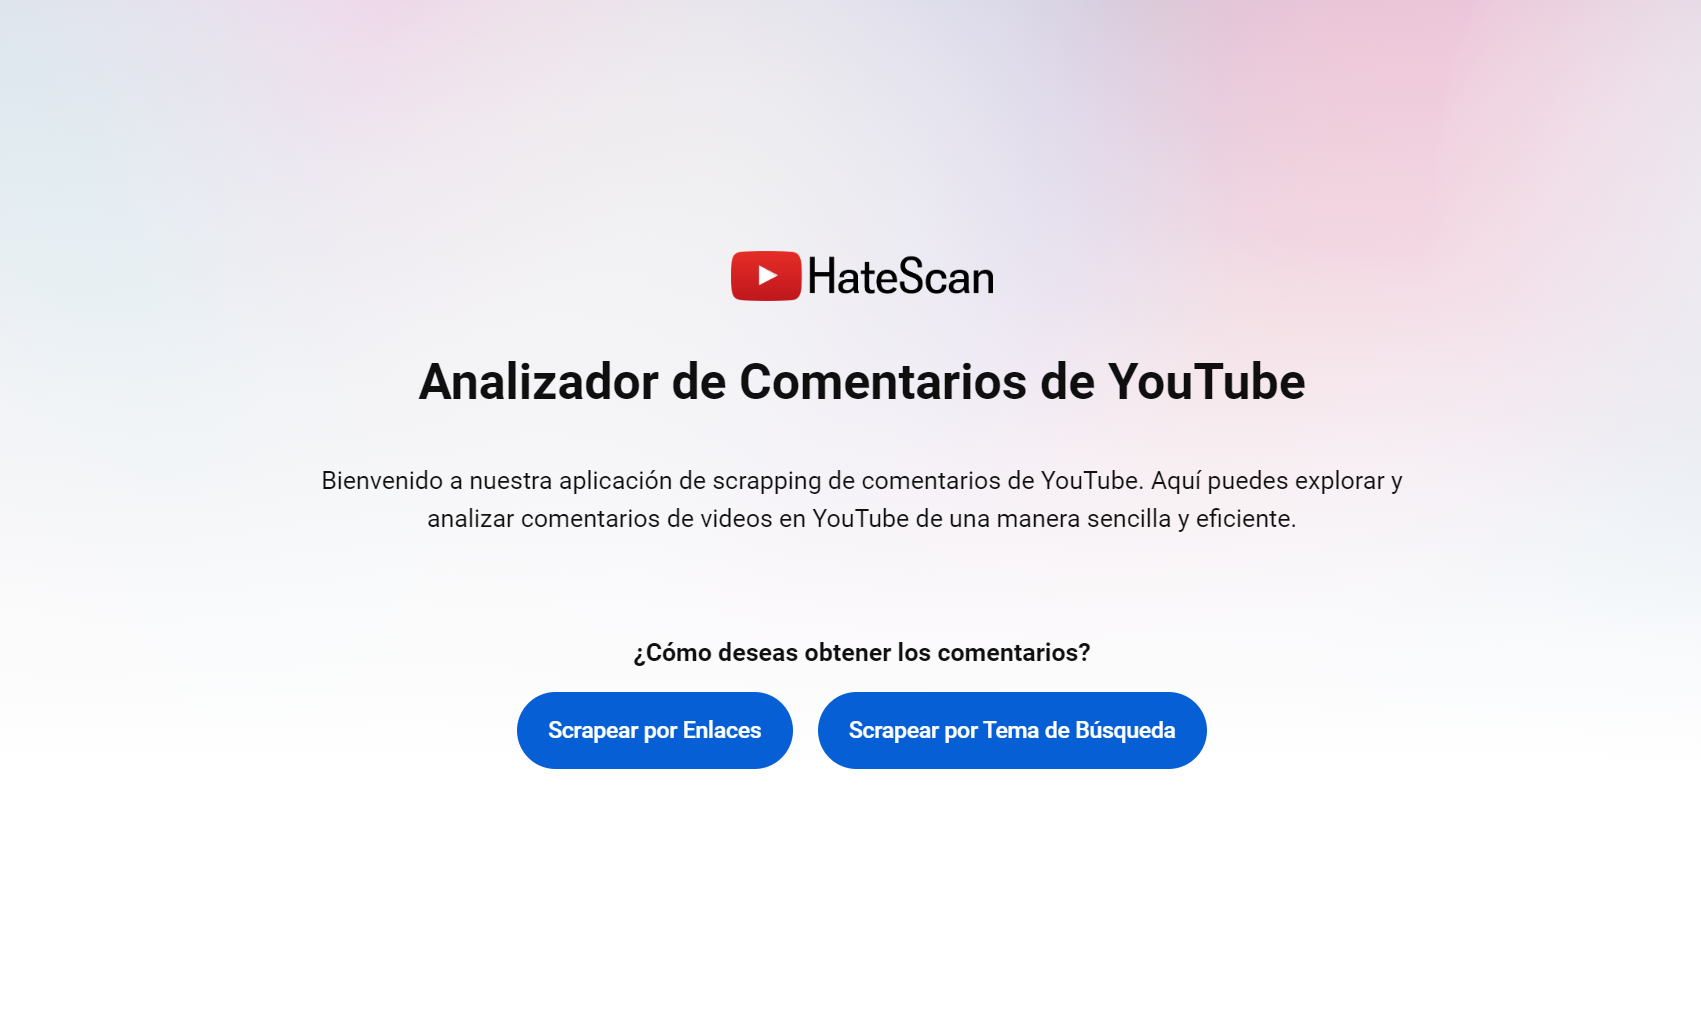 HateScan
Analizador de Comentarios de YouTube
Bienvenido a nuestra aplicación de scrapping de comentarios de YouTube. Aquí puedes explorar y
analizar comentarios de videos en YouTube de una manera sencilla y eficiente.
¿Cómo deseas obtener los comentarios?
Scrapear por Enlaces
Scrapear por Tema de Búsqueda